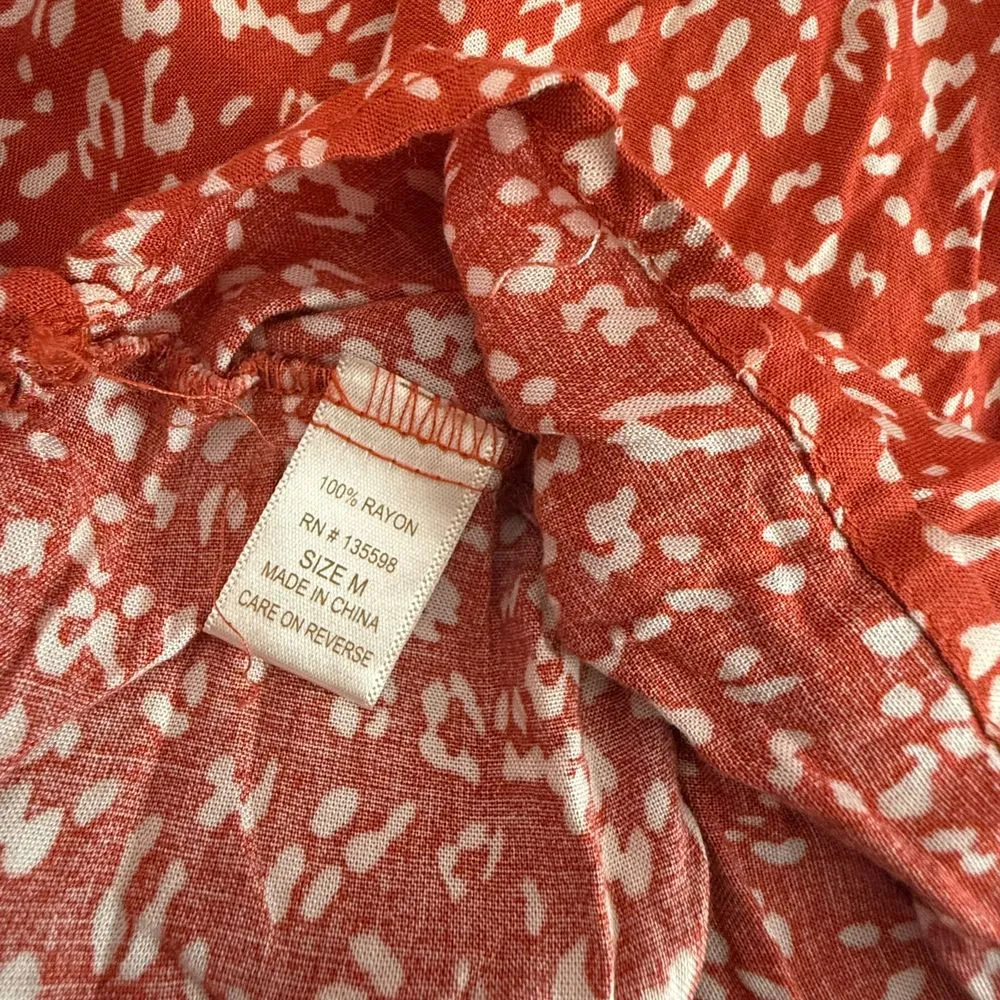 100% RAYON
RN # 135598
SIZE M
MADE IN CHINA
CARE ON REVERSE